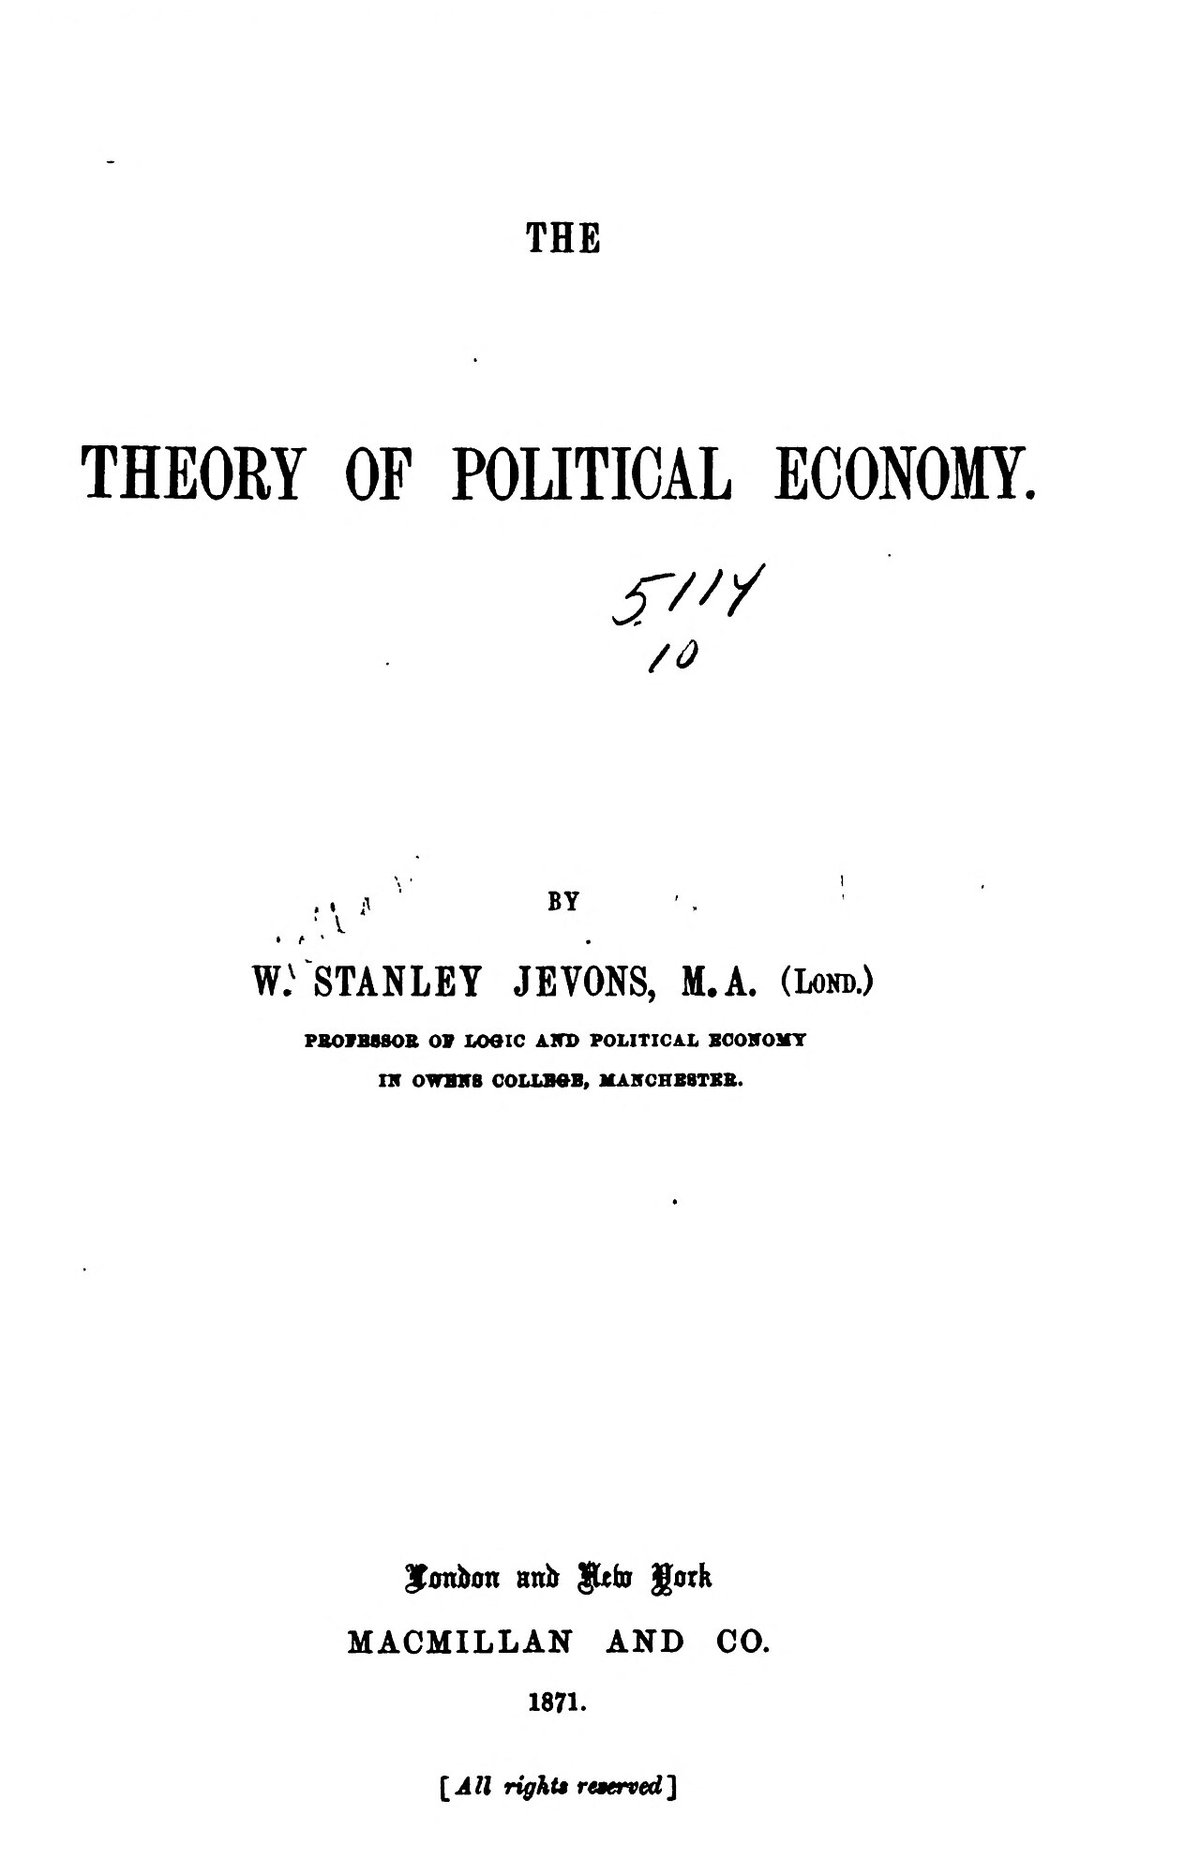 THE
THEORY OF POLITICAL ECONOMY.
5114
10
BY
W. STANLEY JEVONS, M.A. (LOND.)
PROFESSOR OF LOGIC AND POLITICAL ECONOMY
IN OWENS COLLEGE, MANCHESTER.
London and New York
MACMILLAN AND CO.
1871.
[All rights reserved]